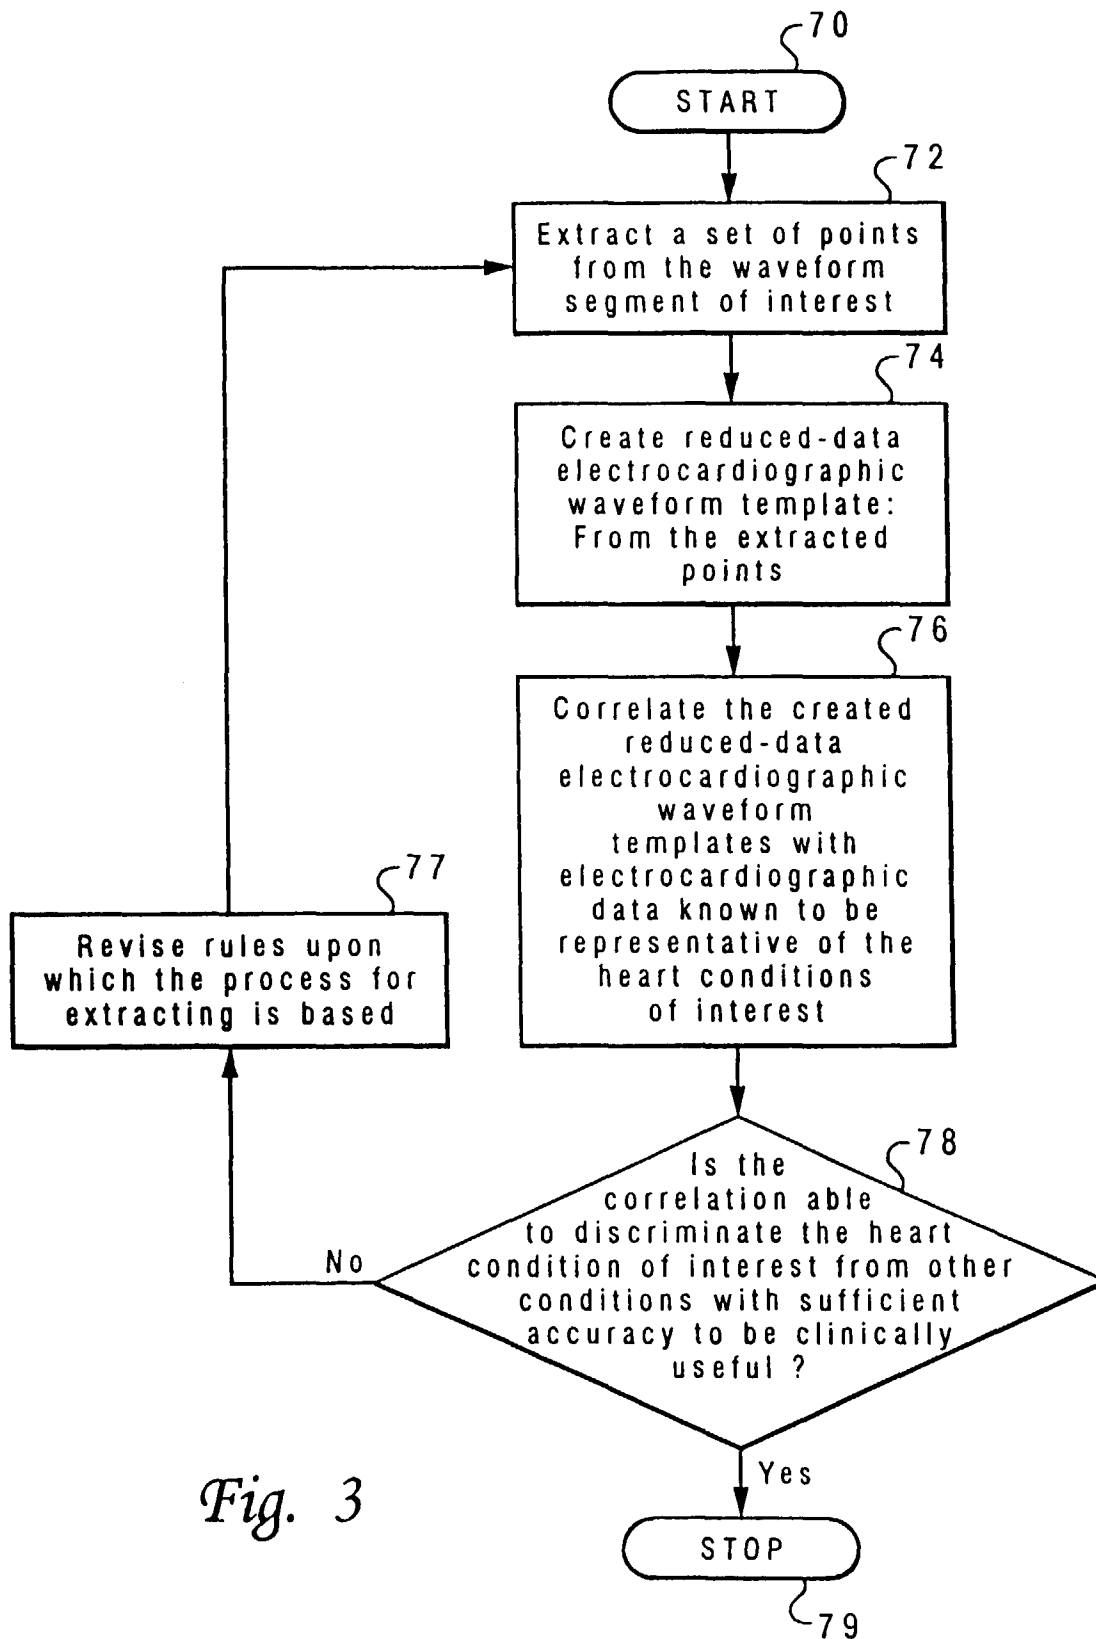 70
START
72
Extract a set of points
from the waveform
segment of interest
74
Create reduced-data
electrocardiographic
waveform template:
From the extracted
points
76
Correlate the created
reduced-data
electrocardiographic
waveform
templates with
electrocardiographic
data known to be
representative of the
heart conditions
of interest
77
Revise rules upon
which the process for
extracting is based
78
Is the
correlation able
to discriminate the heart
condition of interest from other
conditions with sufficient
accuracy to be clinically
useful ?
No
Yes
STOP
79
Fig. 3